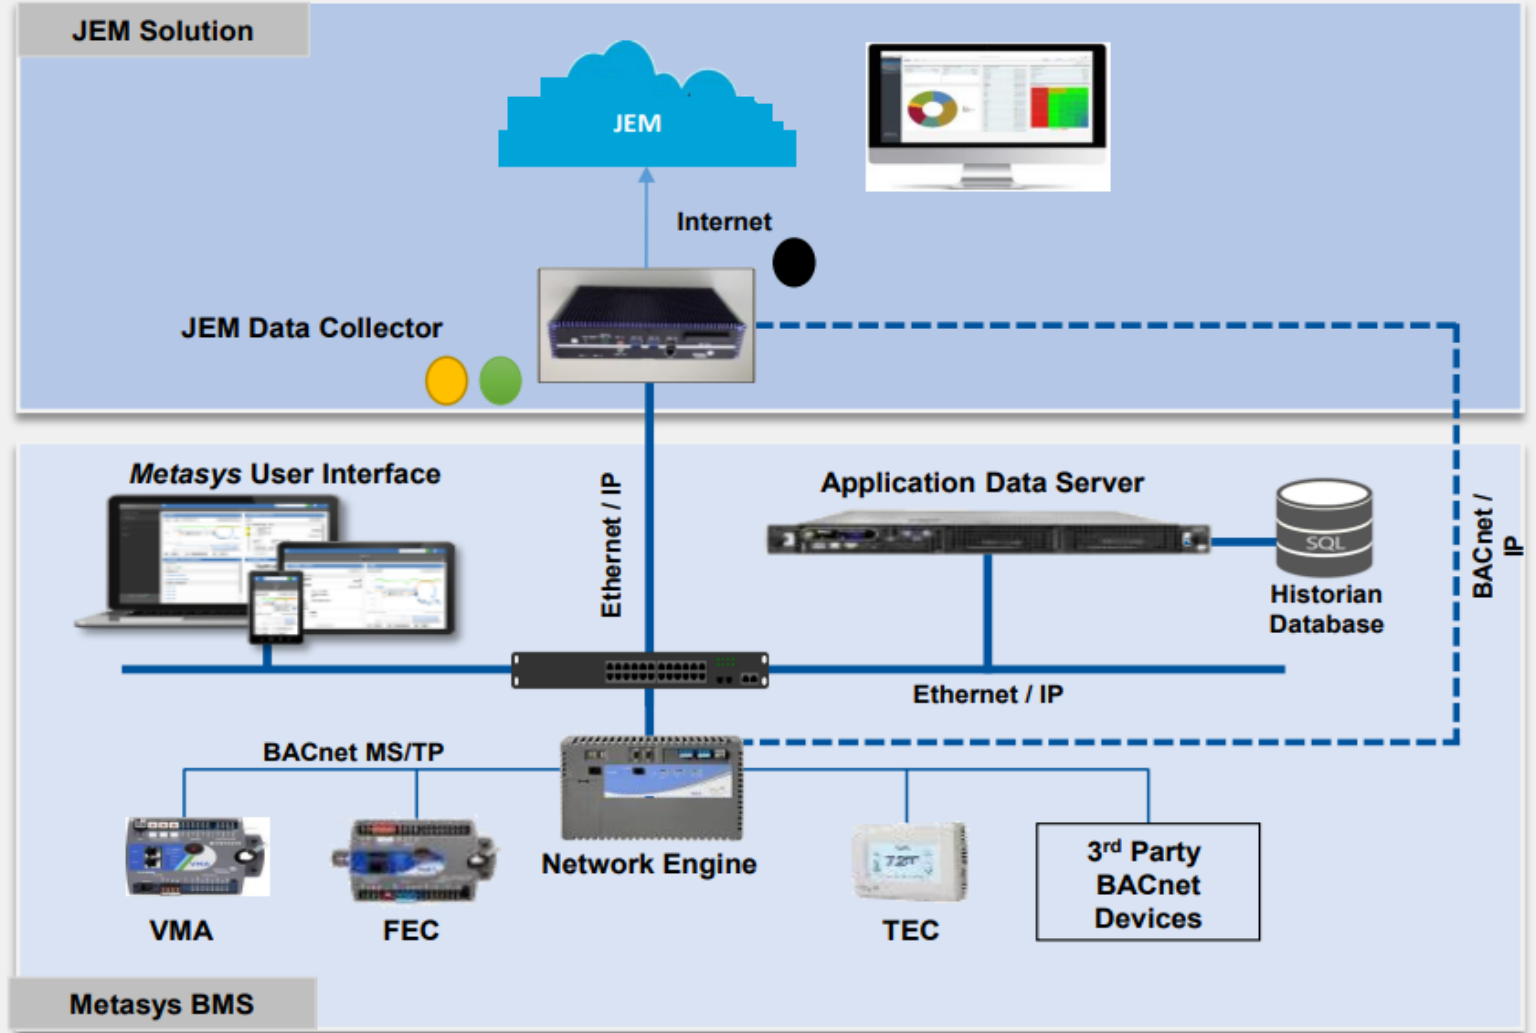 JEM Solution
JEM
Internet
JEM Data Collector
Metasys User Interface
Ethernet / IP
Application Data Server
SQL
Historian
Database
BACnet /
IP
Ethernet / IP
BACnet MS/TP
VMA
Network Engine
3rd Party
BACnet
Devices
VMA
FEC
TEC
Metasys BMS